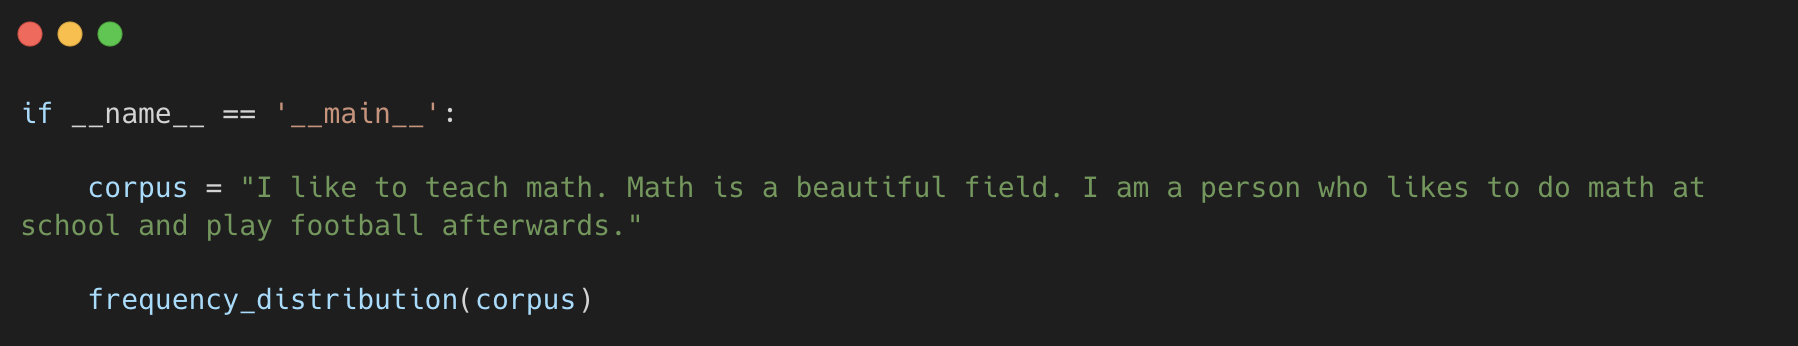 if __name__ == '__main__':
    corpus = "I like to teach math. Math is a beautiful field. I am a person who likes to do math at
school and play football afterwards."
    frequency_distribution(corpus)